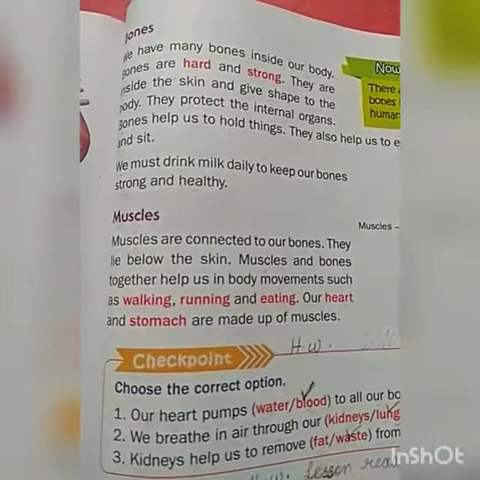 Bones
We have many bones inside our body.
Bones are hard and strong. They are
inside the skin and give shape to the
body. They protect the internal organs.
Bones help us to hold things. They also help us to
and sit.
We must drink milk daily to keep our bones
strong and healthy.
Now
There
bones
human
Muscles
Muscles –
Muscles are connected to our bones. They
lie below the skin. Muscles and bones
together help us in body movements such
as walking, running and eating. Our heart
and stomach are made up of muscles.
H.W.
Checkpoint
Choose the correct option.
1. Our heart pumps (water/blood) to all our bo
2. We breathe in air through our (kidneys/lung
3. Kidneys help us to remove (fat/waste) from
Lesson
InShOt